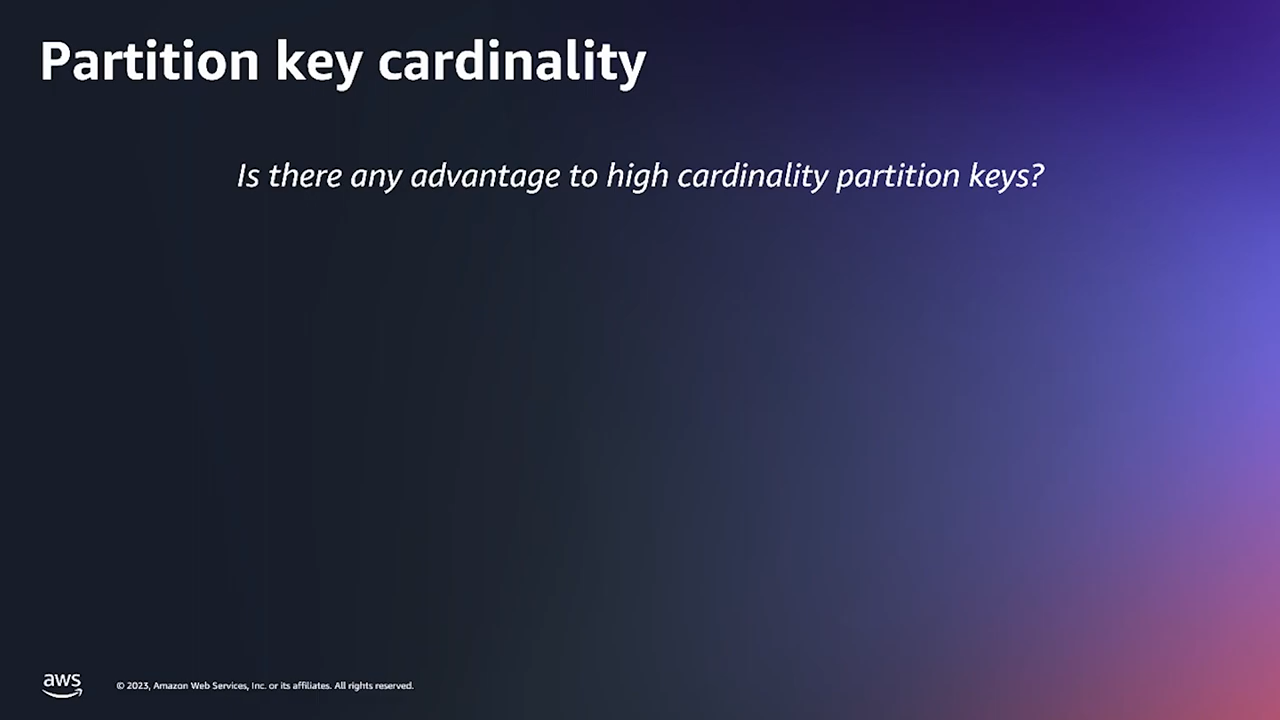 Partition key cardinality
Is there any advantage to high cardinality partition keys?
aws
© 2023, Amazon Web Services, Inc. or its affiliates. All rights reserved.